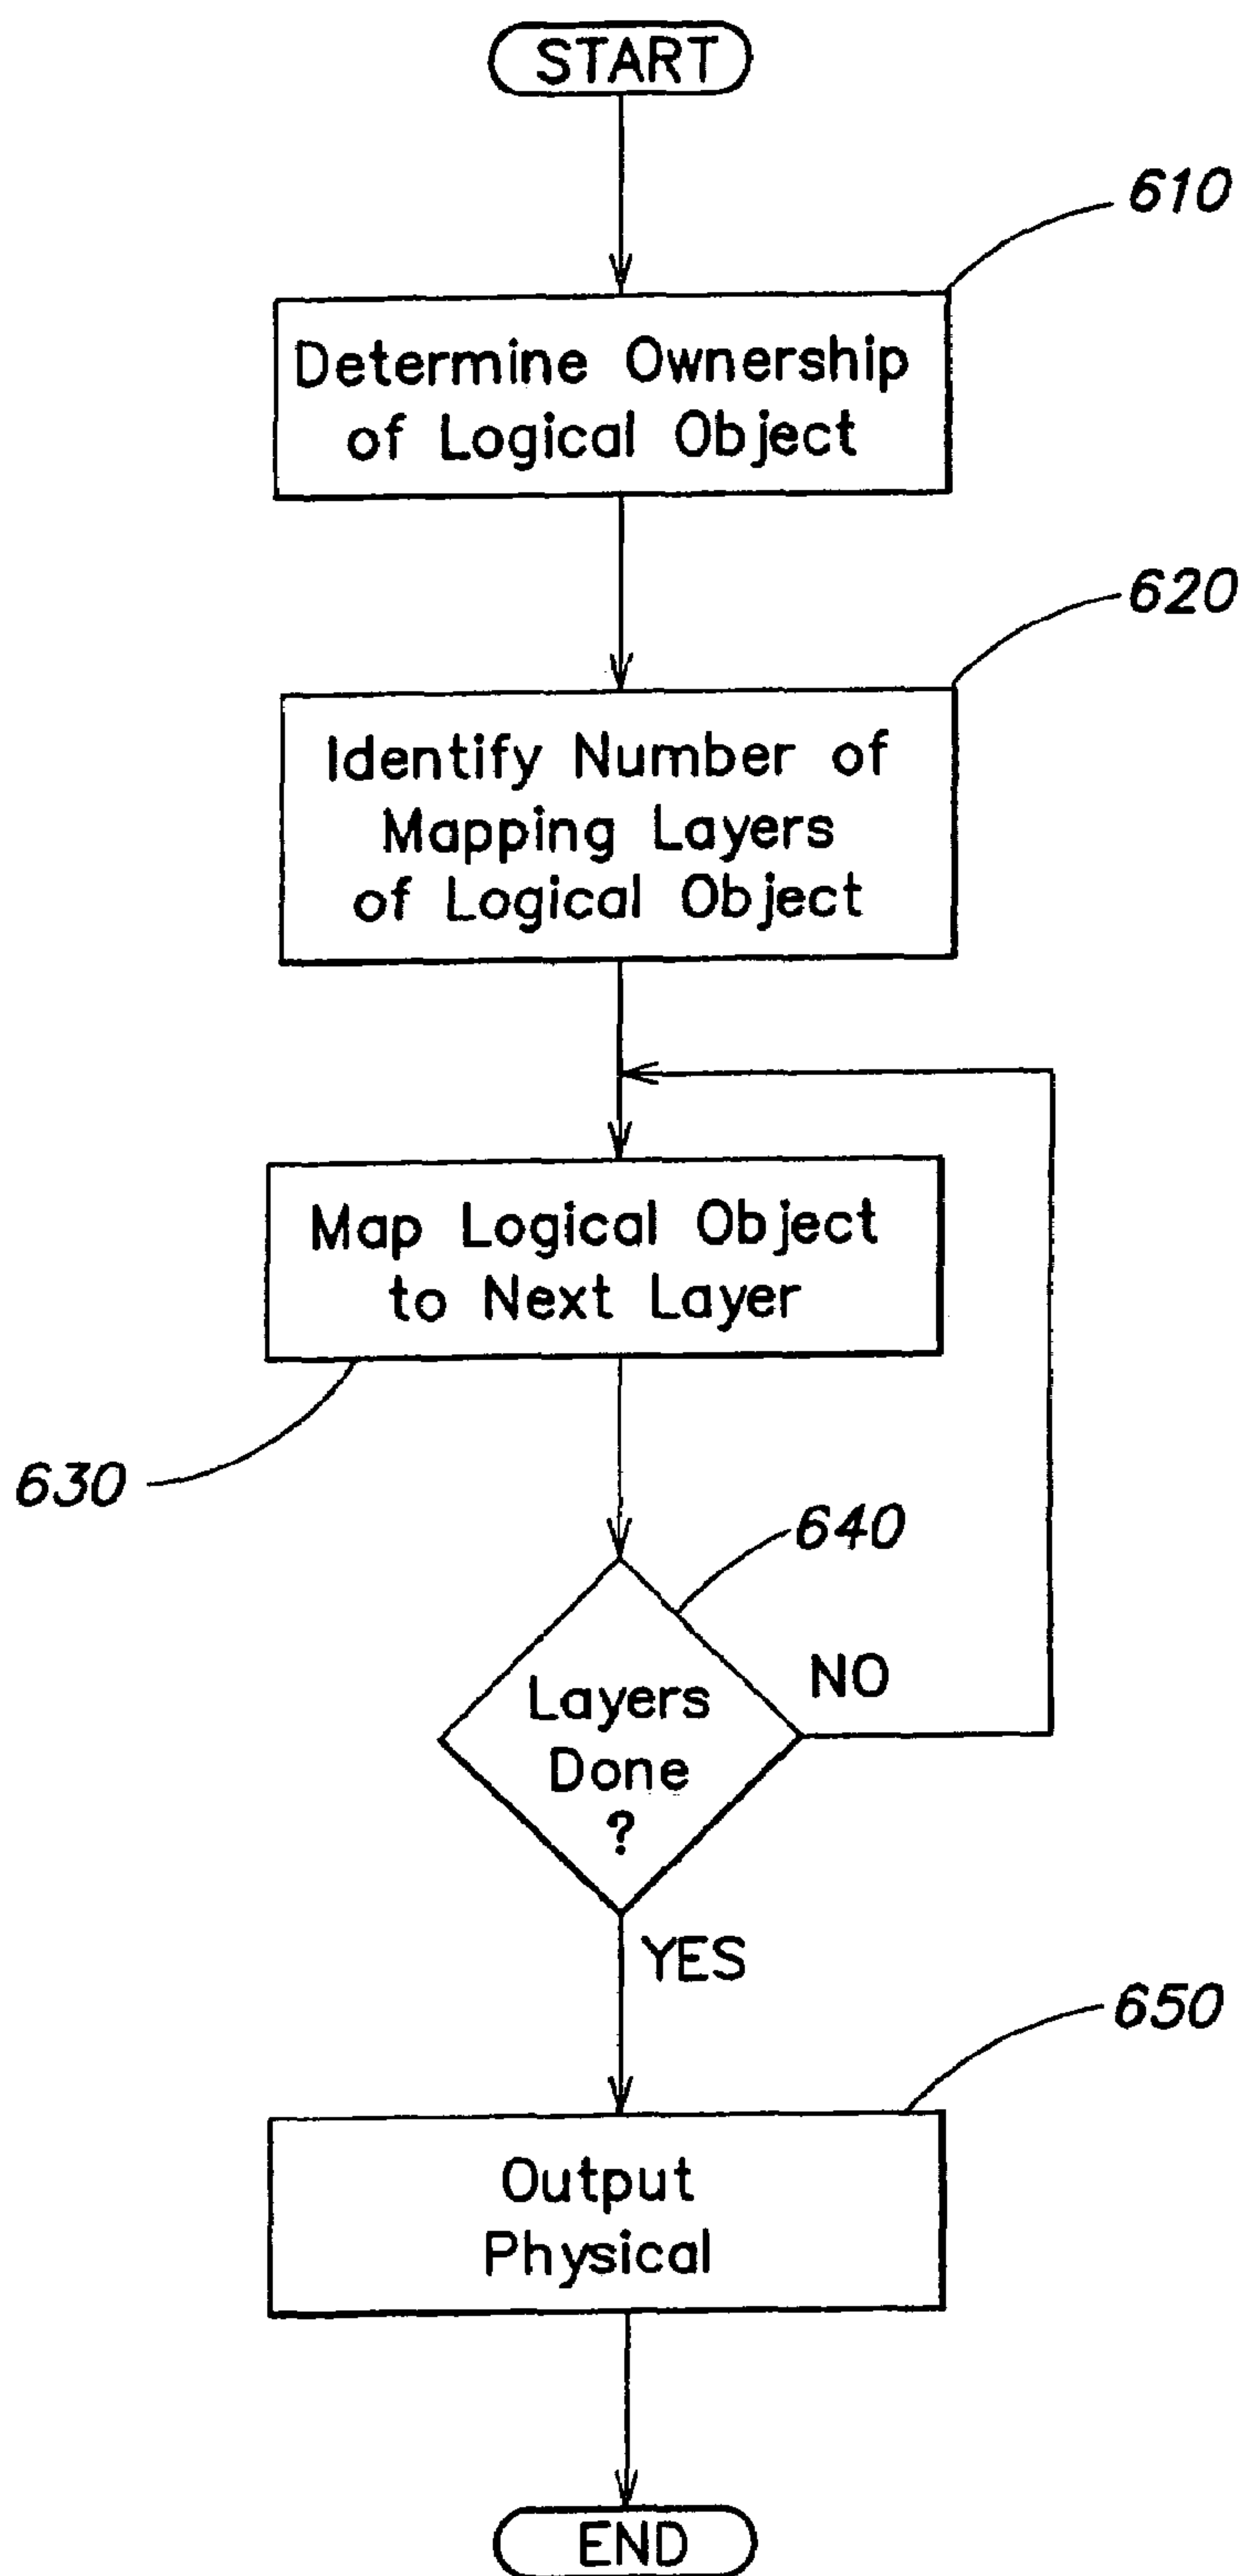 START
610
Determine Ownership
of Logical Object
620
Identify Number of
Mapping Layers
of Logical Object
Map Logical Object
to Next Layer
630
640
Layers
Done
?
NO
YES
650
Output
Physical
END